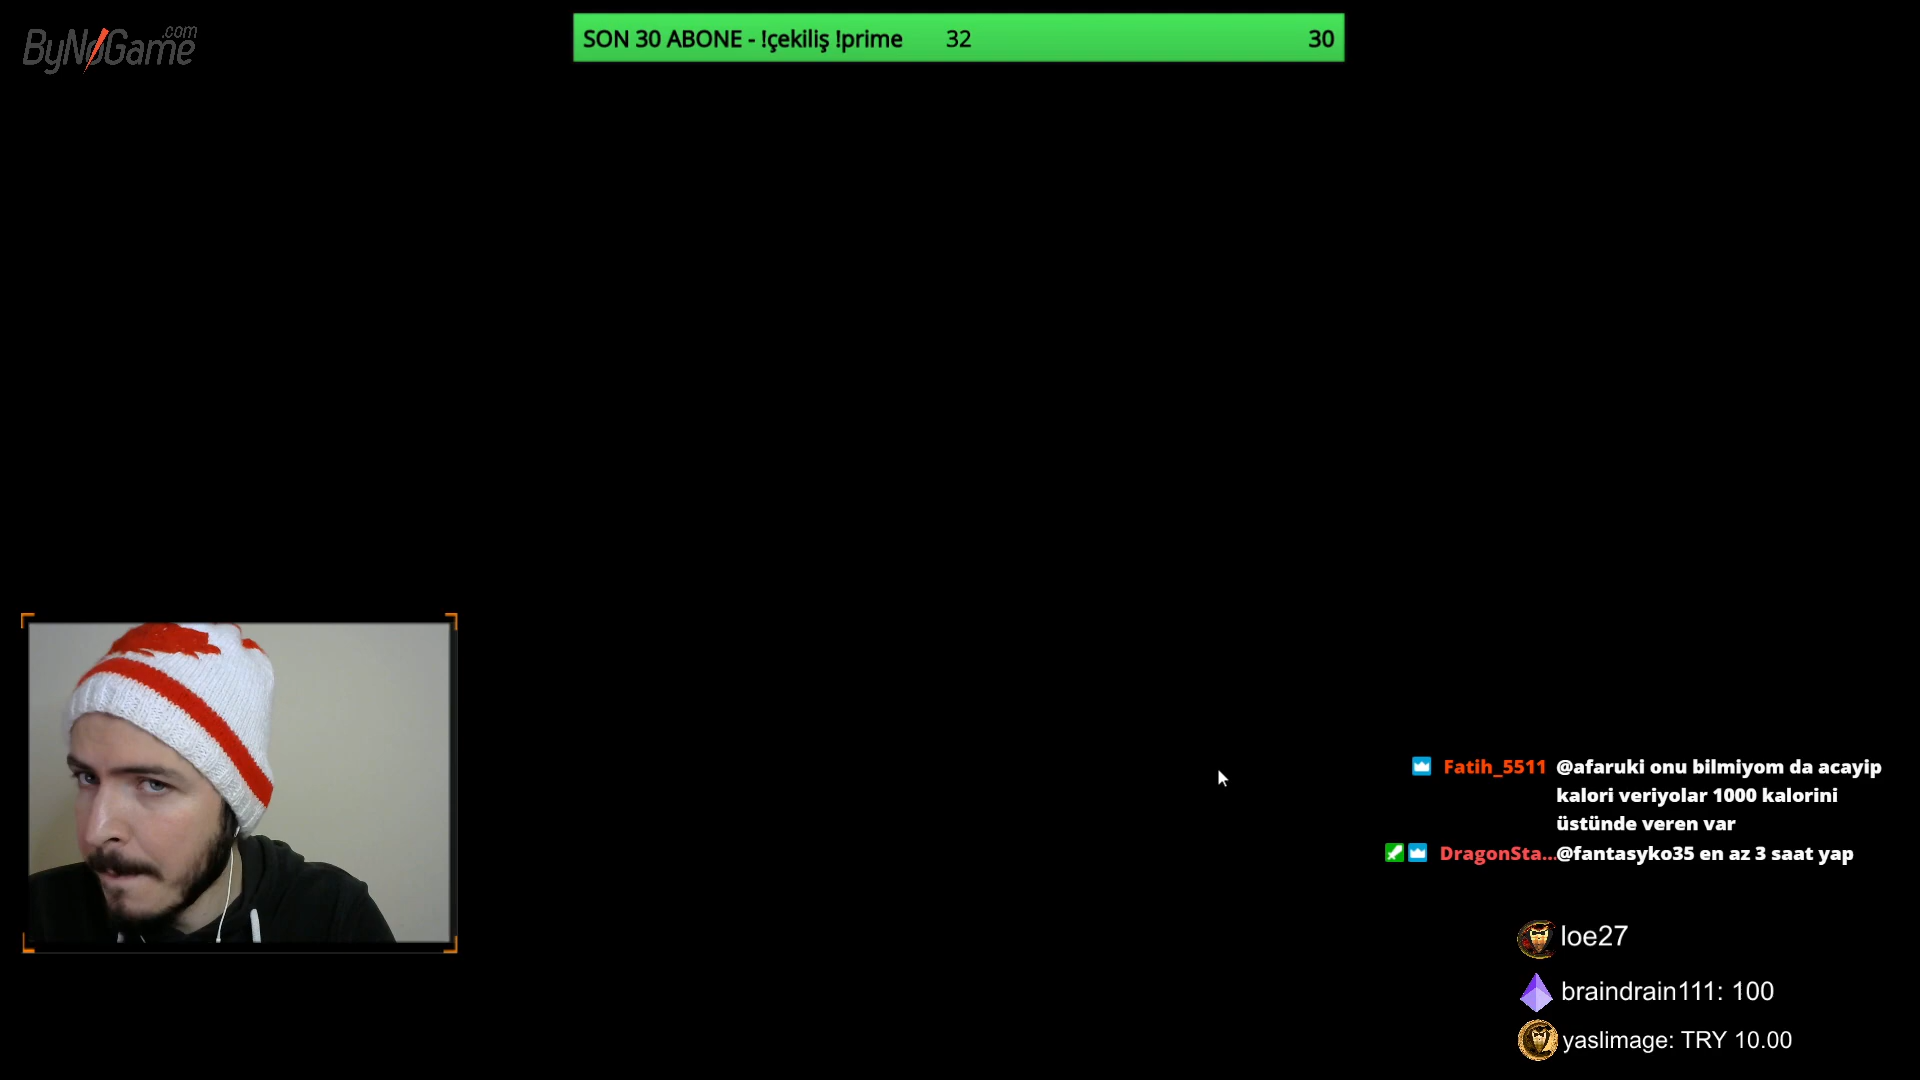 ByNoGame.com
SON 30 ABONE - !çekiliş !prime 32 30
Fatih_5511 @afaruki onu bilmiyom da acayip
kalori veriyolar 1000 kalorini
üstünde veren var
DragonSta... @fantasyko35 en az 3 saat yap
loe27
braindrain111: 100
yaslimage: TRY 10.00